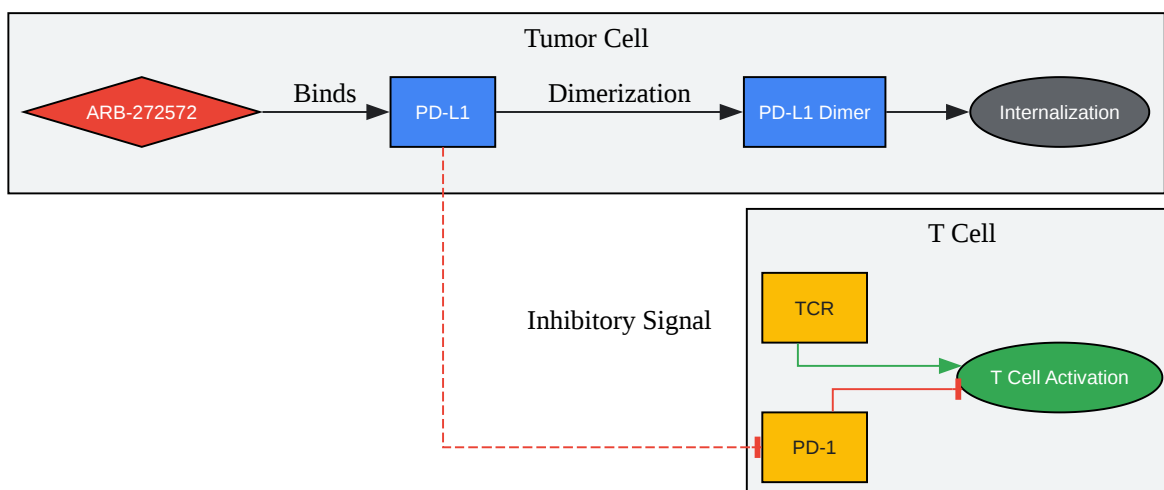 Tumor Cell
ARB-272572
Binds
PD-L1
Dimerization
PD-L1 Dimer
Internalization
T Cell
Inhibitory Signal
TCR
T Cell Activation
PD-1